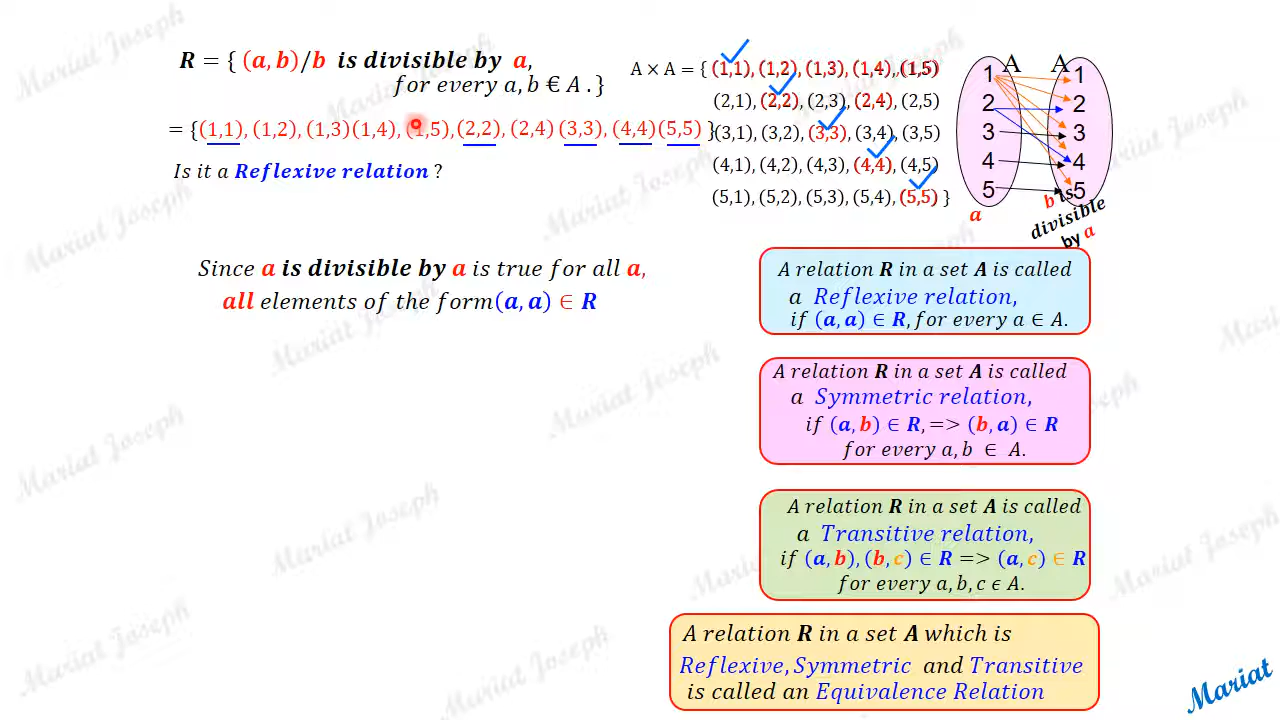 R = { (a, b)/b is divisible by a,
for every a, b € A . }
= {(1,1), (1,2), (1,3)(1,4), (1,5), (2,2), (2,4) (3,3), (4,4)(5,5) }
Is it a Reflexive relation ?
Since a is divisible by a is true for all a,
all elements of the form(a, a) ∈ R
A × A = { (1,1), (1,2), (1,3), (1,4), (1,5)
(2,1), (2,2), (2,3), (2,4), (2,5)
(3,1), (3,2), (3,3), (3,4), (3,5)
(4,1), (4,2), (4,3), (4,4), (4,5)
(5,1), (5,2), (5,3), (5,4), (5,5) }
A A
1 1
2 2
3 3
4 4
5 5
a
b is
divisible
by a
A relation R in a set A is called
a Reflexive relation,
if (a, a) ∈ R, for every a ∈ A.
A relation R in a set A is called
a Symmetric relation,
if (a, b) ∈ R, => (b, a) ∈ R
for every a, b ∈ A.
A relation R in a set A is called
a Transitive relation,
if (a, b), (b, c) ∈ R => (a, c) ∈ R
for every a, b, c ϵ A.
A relation R in a set A which is
Reflexive, Symmetric and Transitive
is called an Equivalence Relation
Mariat
Mariat Joseph